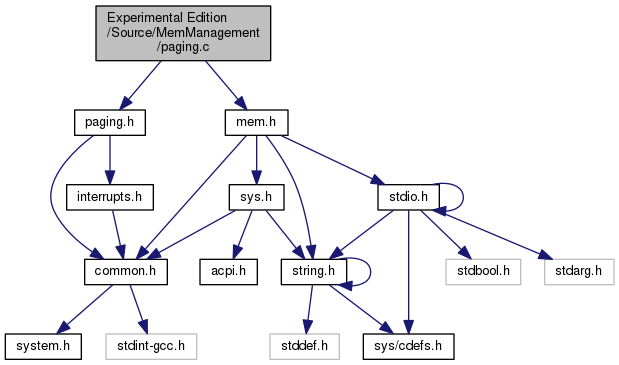 Experimental Edition
/Source/MemManagement
/paging.c
paging.h
mem.h
interrupts.h
sys.h
stdio.h
common.h
acpi.h
string.h
stdbool.h
stdarg.h
system.h
stdint-gcc.h
stddef.h
sys/cdefs.h